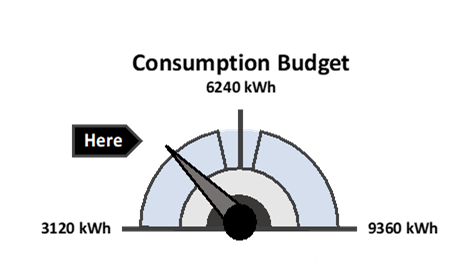 Consumption Budget
6240 kWh
Here
3120 kWh
9360 kWh